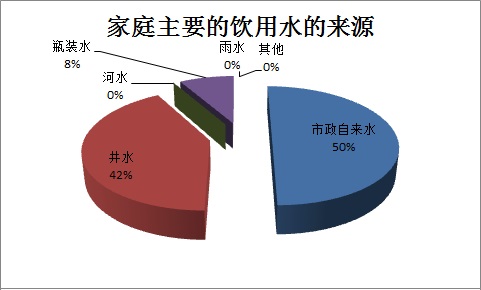 家庭主要的饮用水的来源
瓶装水
8%
雨水
0%
其他
0%
河水
0%
市政自来水
50%
井水
42%